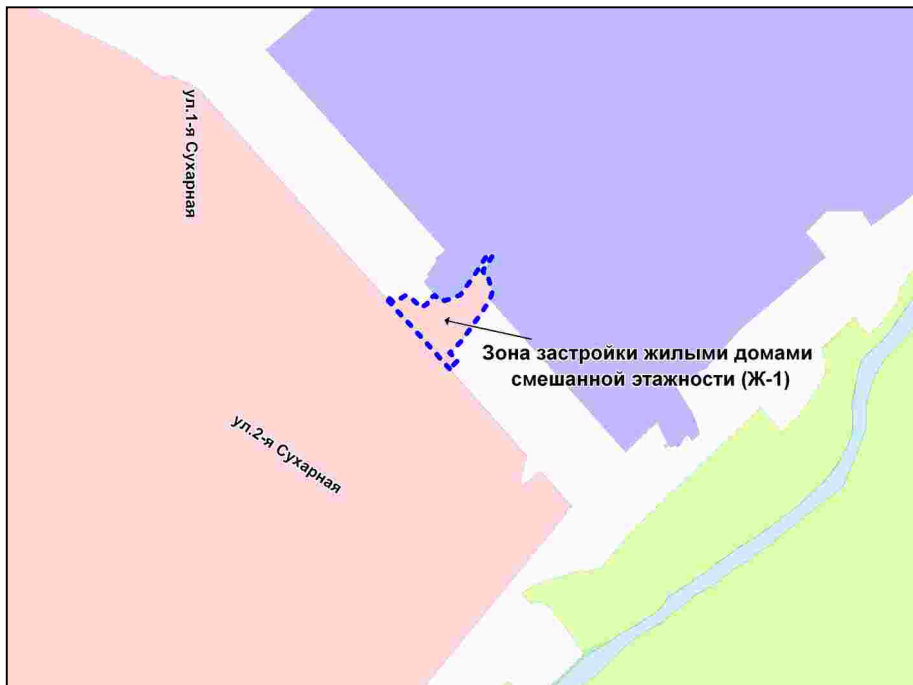 ул.1-я Сухарная
Зона застройки жилыми домами
смешанной этажности (Ж-1)
ул.2-я Сухарная